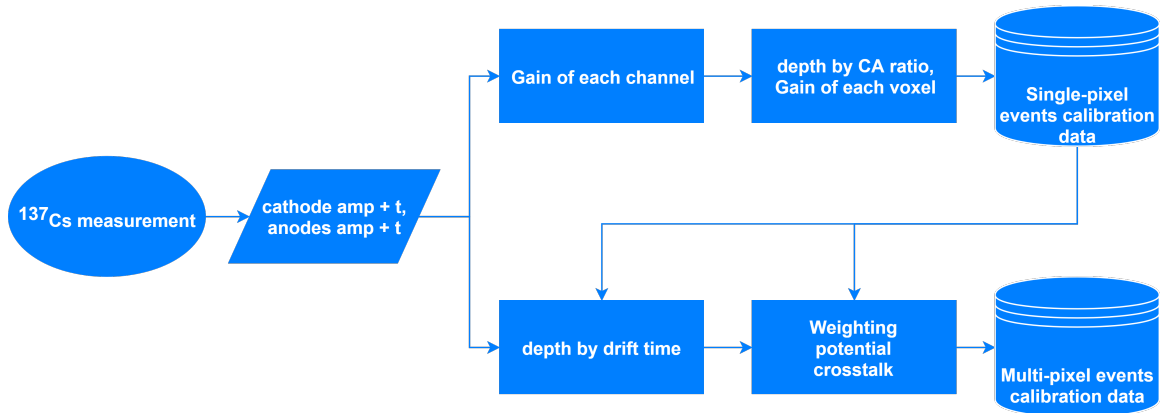 ¹³⁷Cs measurement
cathode amp + t,
anodes amp + t
Gain of each channel
depth by CA ratio,
Gain of each voxel
Single-pixel
events calibration
data
depth by drift time
Weighting
potential
crosstalk
Multi-pixel events
calibration data